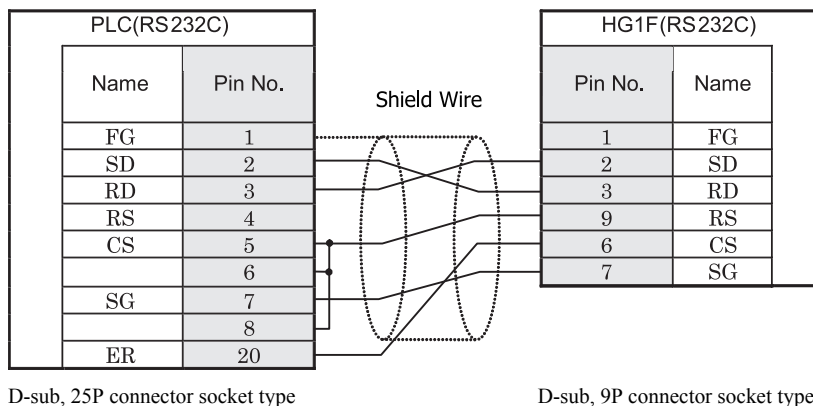 PLC(RS232C)
Name Pin No.
FG 1
SD 2
RD 3
RS 4
CS 5
6
SG 7
8
ER 20
D-sub, 25P connector socket type
Shield Wire
HG1F(RS232C)
Pin No. Name
1 FG
2 SD
3 RD
9 RS
6 CS
7 SG
D-sub, 9P connector socket type